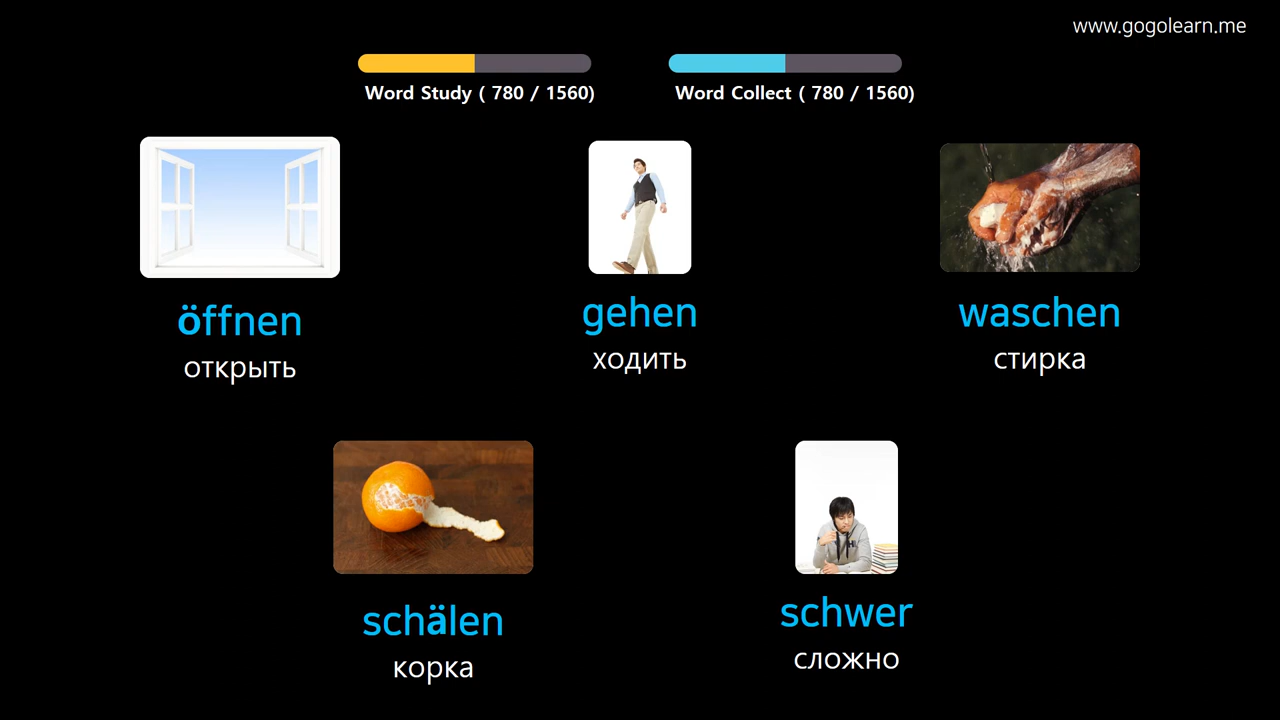 www.gogolearn.me
Word Study ( 780 / 1560)
Word Collect ( 780 / 1560)
öffnen
открыть
gehen
ходить
waschen
стирка
schälen
корка
schwer
сложно